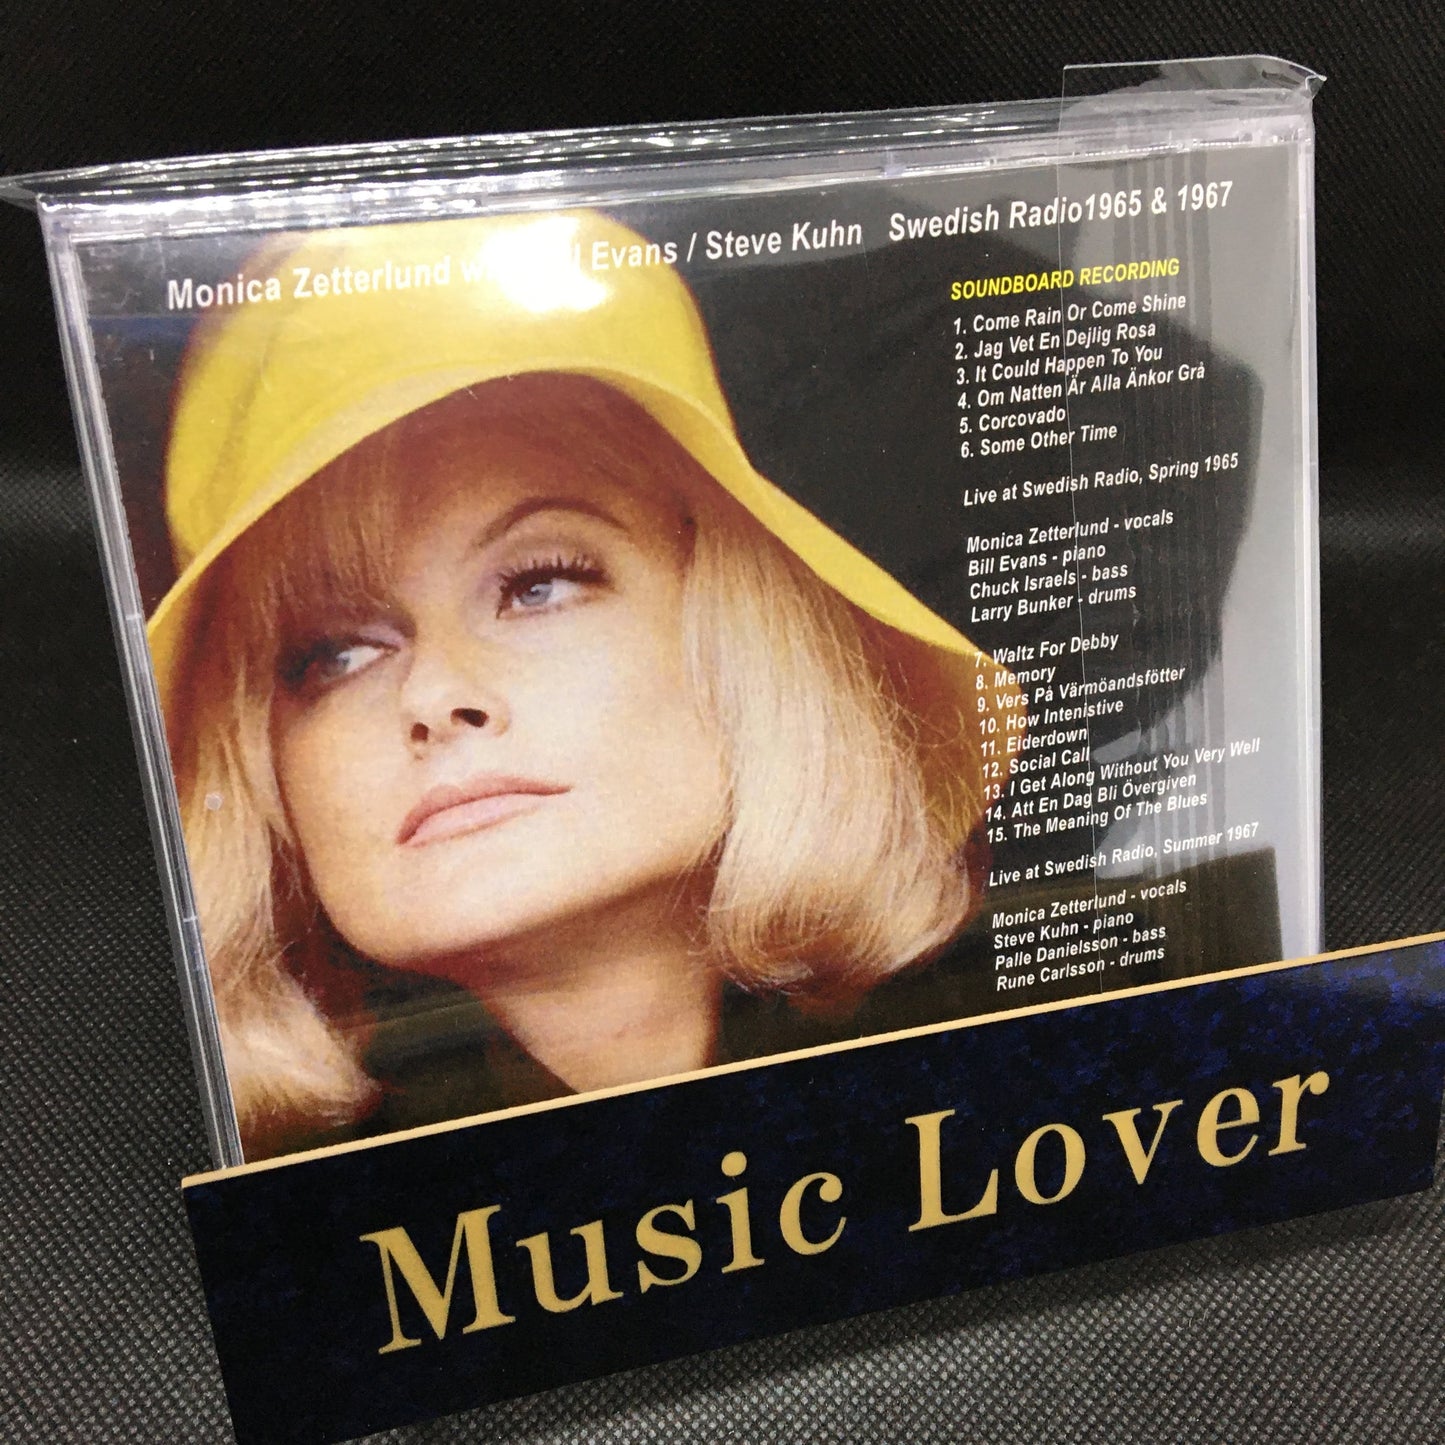 Monica Zetterlund Evans / Steve Kuhn Swedish Radio1965 & 1967
SOUNDBOARD RECORDING
1. Come Rain Or Come Shine
2. Jag Vet En Dejlig Rosa
3. It Could Happen To You
4. Om Natten Är Alla Änkor Grå
5. Corcovado
6. Some Other Time
Live at Swedish Radio, Spring 1965
Monica Zetterlund - vocals
Bill Evans - piano
Chuck Israels - bass
Larry Bunker - drums
7. Waltz For Debby
8. Memory
9. Vers På Värmöandsfötter
10. How Intenistive
11. Eiderdown
12. Social Call
13. I Get Along Without You Very Well
14. Att En Dag Bli Övergiven
15. The Meaning Of The Blues
Live at Swedish Radio, Summer 1967
Monica Zetterlund - vocals
Steve Kuhn - piano
Palle Danielsson - bass
Rune Carlsson - drums
Music Lover